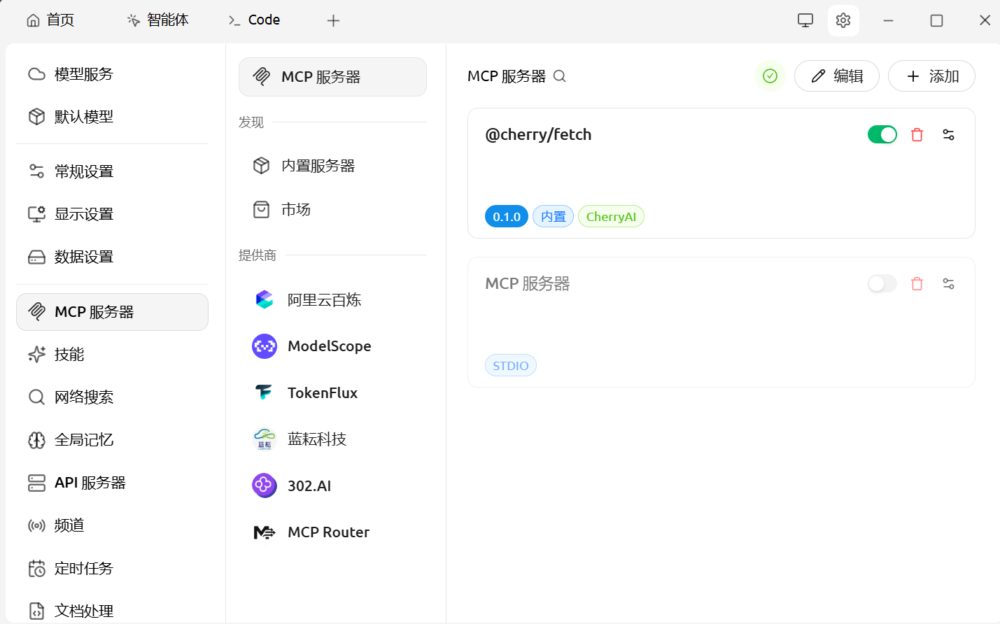 首页
智能体
Code
模型服务
默认模型
常规设置
显示设置
数据设置
MCP 服务器
技能
网络搜索
全局记忆
API 服务器
频道
定时任务
文档处理
MCP 服务器
发现
内置服务器
市场
提供商
阿里云百炼
ModelScope
TokenFlux
蓝耘
蓝耘科技
302.AI
MCP Router
MCP 服务器
编辑
添加
@cherry/fetch
0.1.0
内置
CherryAI
MCP 服务器
STDIO